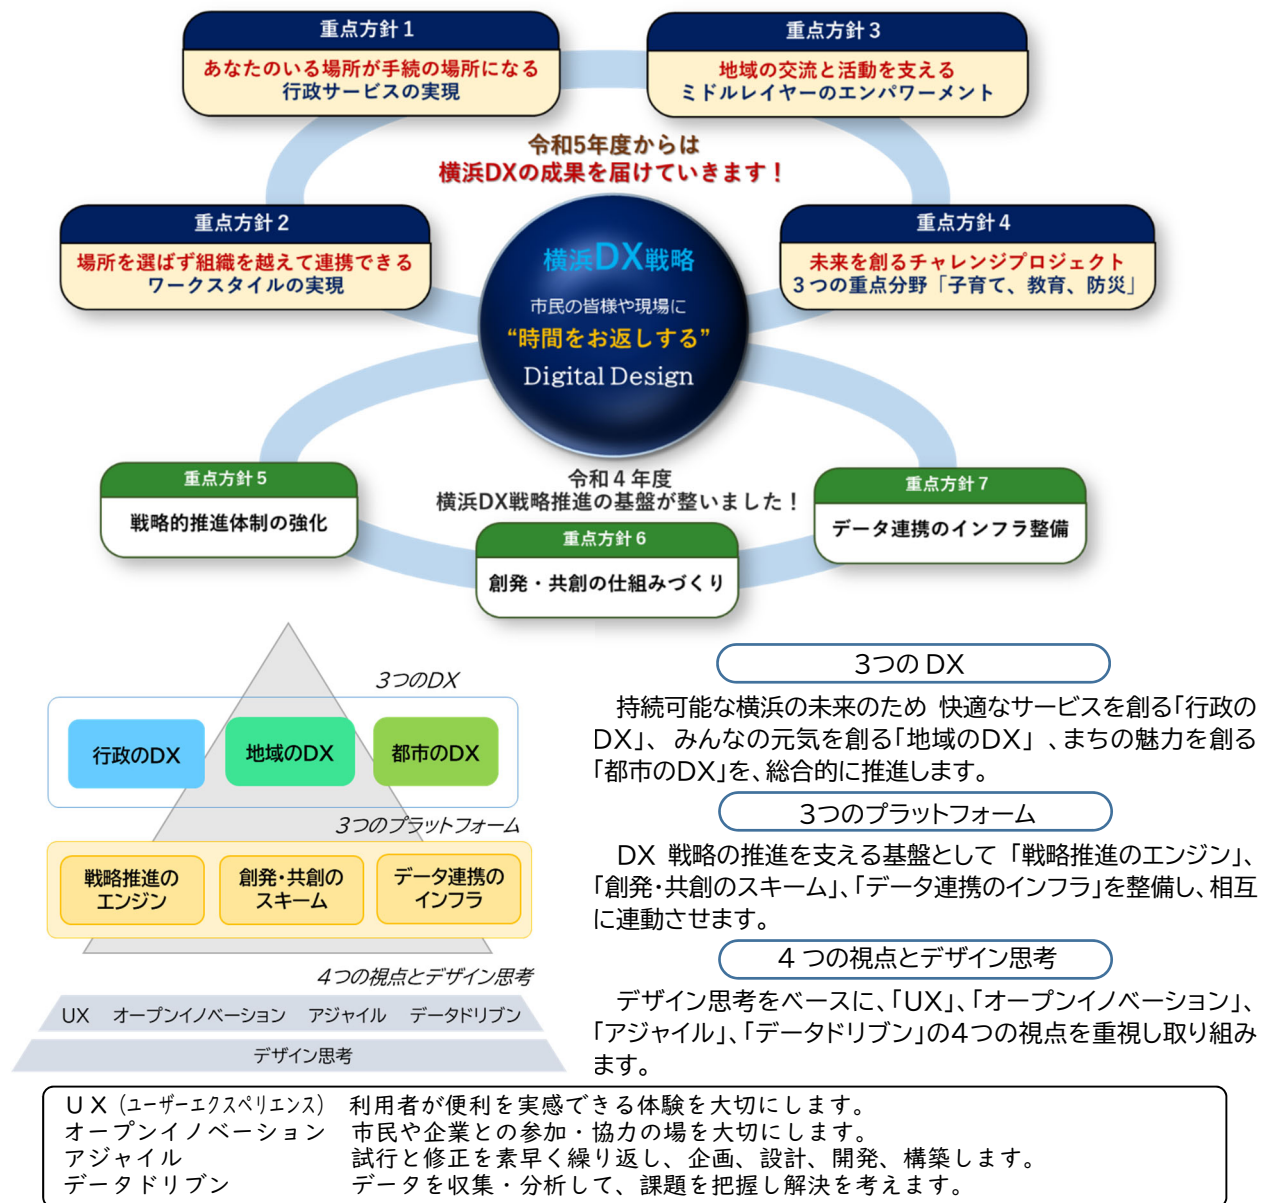 重点方針1
あなたのいる場所が手続の場所になる
行政サービスの実現
重点方針3
地域の交流と活動を支える
ミドルレイヤーのエンパワーメント
令和5年度からは
横浜DXの成果を届けていきます！
重点方針2
場所を選ばず組織を越えて連携できる
ワークスタイルの実現
重点方針4
未来を創るチャレンジプロジェクト
3つの重点分野「子育て、教育、防災」
横浜DX戦略
市民の皆様や現場に
“時間をお返しする”
Digital Design
重点方針5
戦略的推進体制の強化
令和4年度
横浜DX戦略推進の基盤が整いました！
重点方針6
創発・共創の仕組みづくり
重点方針7
データ連携のインフラ整備
3つのDX
行政のDX
地域のDX
都市のDX
3つのプラットフォーム
戦略推進の
エンジン
創発・共創の
スキーム
データ連携の
インフラ
4つの視点とデザイン思考
UX オープンイノベーション アジャイル データドリブン
デザイン思考
3つの DX
持続可能な横浜の未来のため 快適なサービスを創る「行政の
DX」、 みんなの元気を創る「地域のDX」 、まちの魅力を創る
「都市のDX」を、総合的に推進します。
3つのプラットフォーム
DX 戦略の推進を支える基盤として 「戦略推進のエンジン」、
「創発・共創のスキーム」、「データ連携のインフラ」を整備し、相互
に連動させます。
4 つの視点とデザイン思考
デザイン思考をベースに、「UX」、「オープンイノベーション」、
「アジャイル」、「データドリブン」の4つの視点を重視し取り組み
ます。
UX（ユーザーエクスペリエンス） 利用者が便利を実感できる体験を大切にします。
オープンイノベーション 市民や企業との参加・協力の場を大切にします。
アジャイル 試行と修正を素早く繰り返し、企画、設計、開発、構築します。
データドリブン データを収集・分析して、課題を把握し解決を考えます。